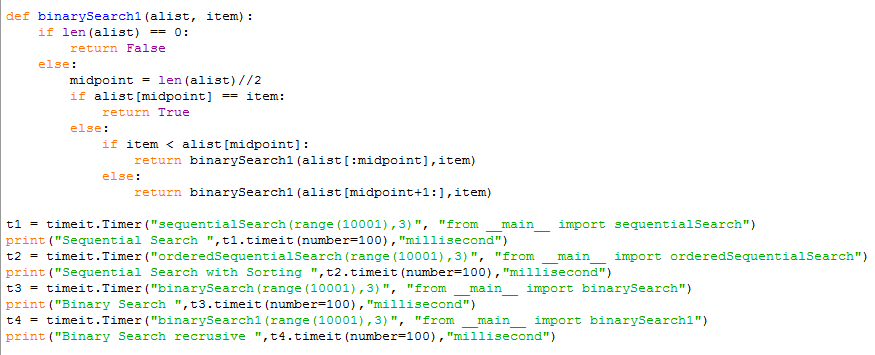 def binarySearch1(alist, item):
    if len(alist) == 0:
        return False
    else:
        midpoint = len(alist)//2
        if alist[midpoint] == item:
            return True
        else:
            if item < alist[midpoint]:
                return binarySearch1(alist[:midpoint],item)
            else:
                return binarySearch1(alist[midpoint+1:],item)

t1 = timeit.Timer("sequentialSearch(range(10001),3)", "from __main__ import sequentialSearch")
print("Sequential Search ",t1.timeit(number=100),"millisecond")
t2 = timeit.Timer("orderedSequentialSearch(range(10001),3)", "from __main__ import orderedSequentialSearch")
print("Sequential Search with Sorting ",t2.timeit(number=100),"millisecond")
t3 = timeit.Timer("binarySearch(range(10001),3)", "from __main__ import binarySearch")
print("Binary Search ",t3.timeit(number=100),"millisecond")
t4 = timeit.Timer("binarySearch1(range(10001),3)", "from __main__ import binarySearch1")
print("Binary Search recrusive ",t4.timeit(number=100),"millisecond")